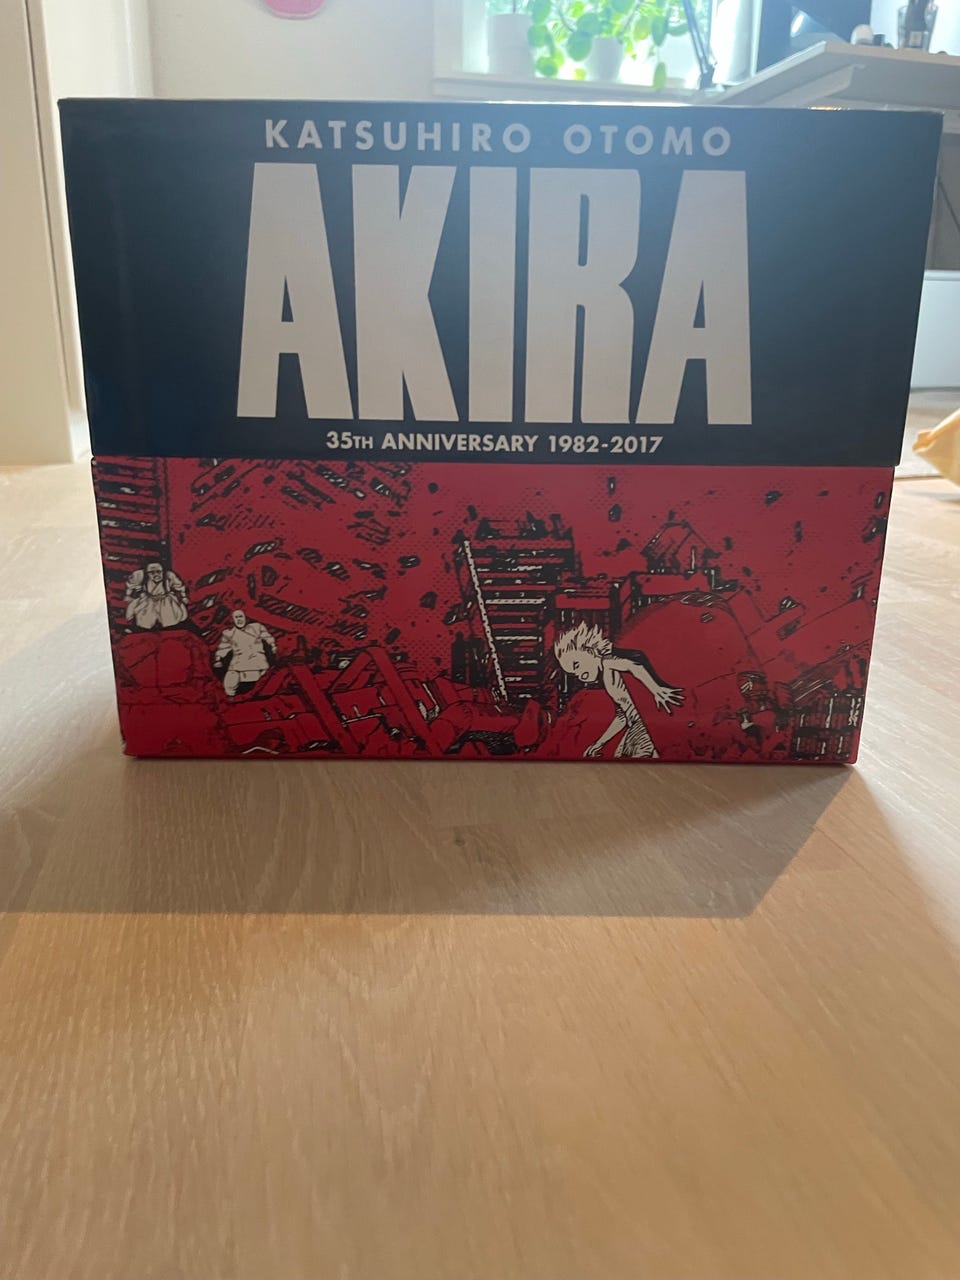 KATSUHIRO OTOMO
AKIRA
35TH ANNIVERSARY 1982-2017